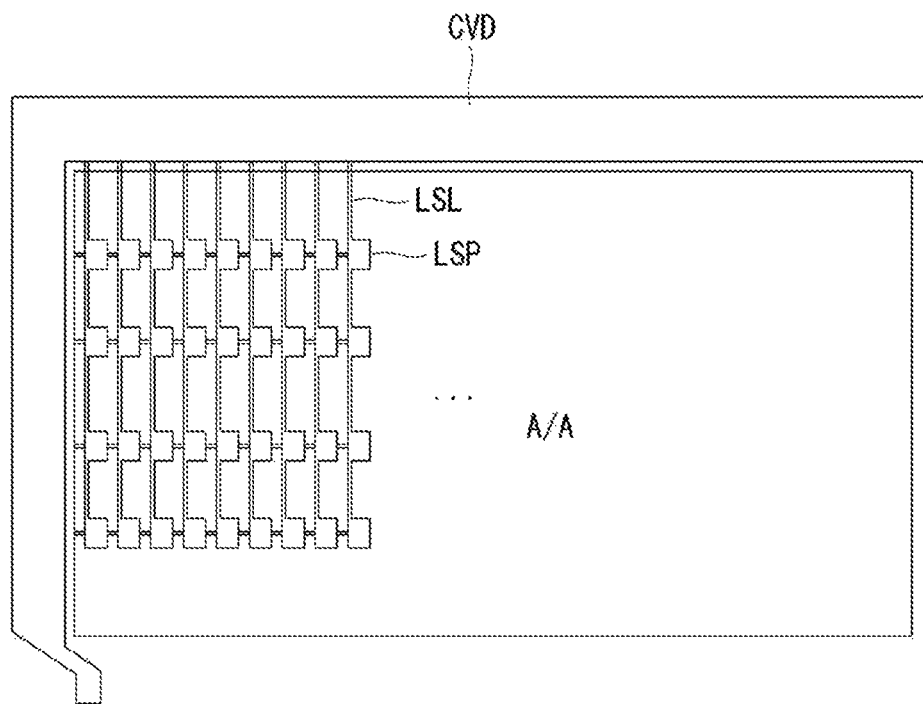 CVD
LSL
LSP
. . .
A/A